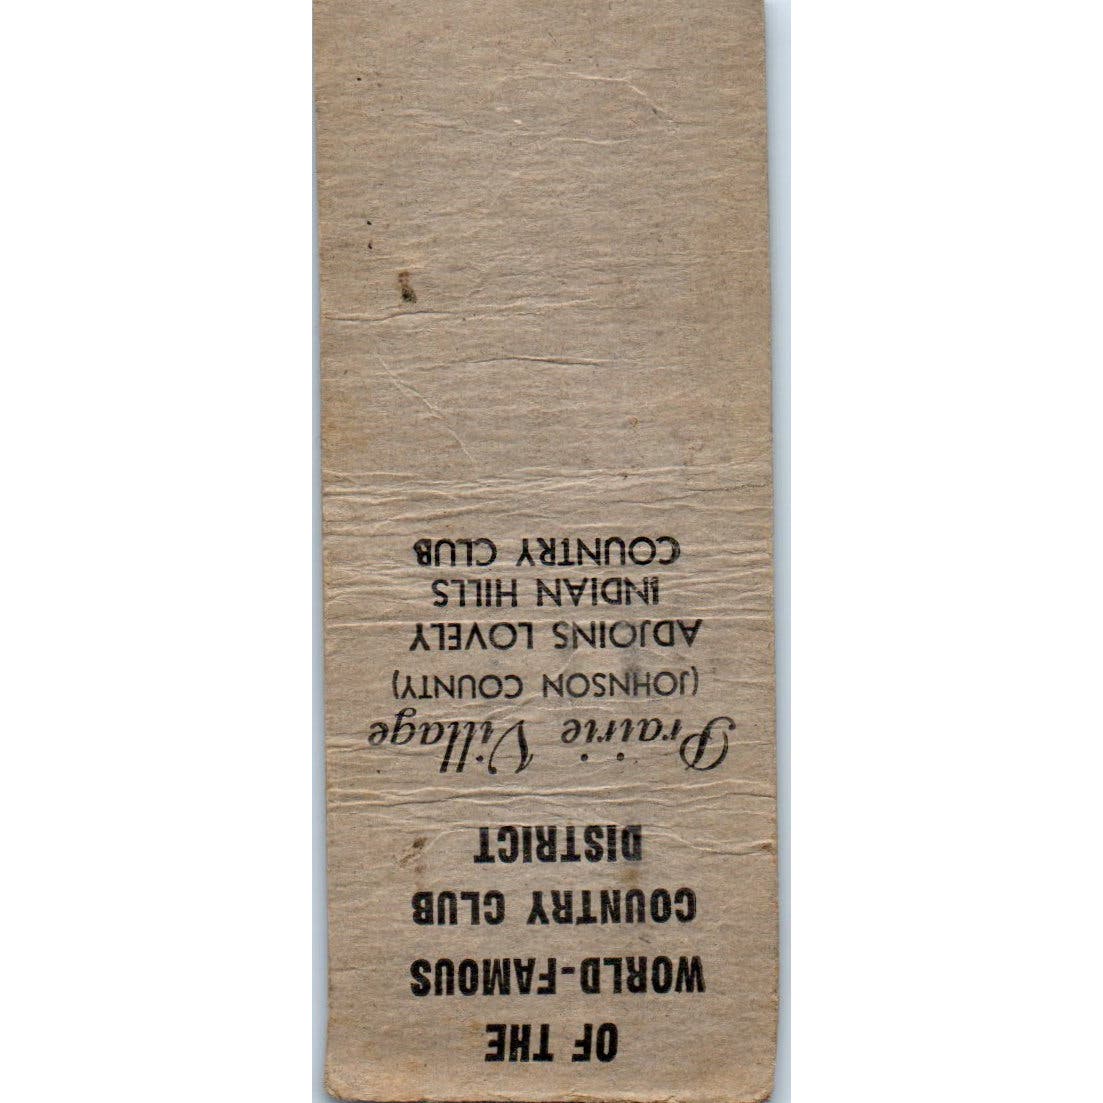 OF THE
WORLD-FAMOUS
COUNTRY CLUB
DISTRICT
Prairie Village
(JOHNSON COUNTY)
ADJOINS LOVELY
INDIAN HILLS
COUNTRY CLUB